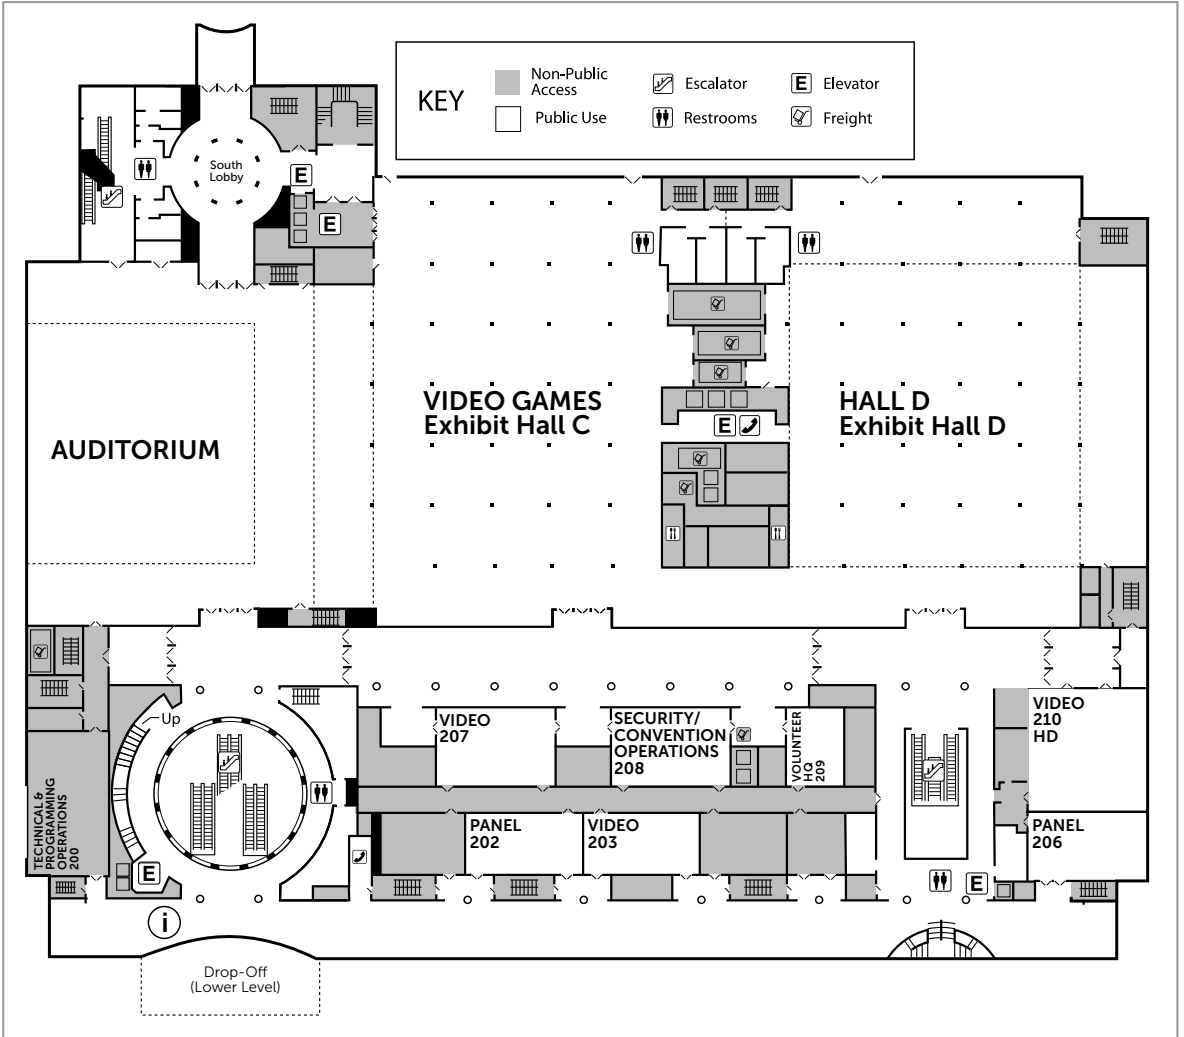 KEY
Non-Public
Access
Public Use
Escalator
Restrooms
E Elevator
Freight
South
Lobby
E
E
VIDEO GAMES
Exhibit Hall C
HALL D
Exhibit Hall D
AUDITORIUM
E
Up
VIDEO
207
SECURITY/
CONVENTION
OPERATIONS
208
VOLUNTEER
HQ
209
VIDEO
210
HD
TECHNICAL &
PROGRAMMING
OPERATIONS
200
PANEL
202
VIDEO
203
PANEL
206
E
E
i
Drop-Off
(Lower Level)